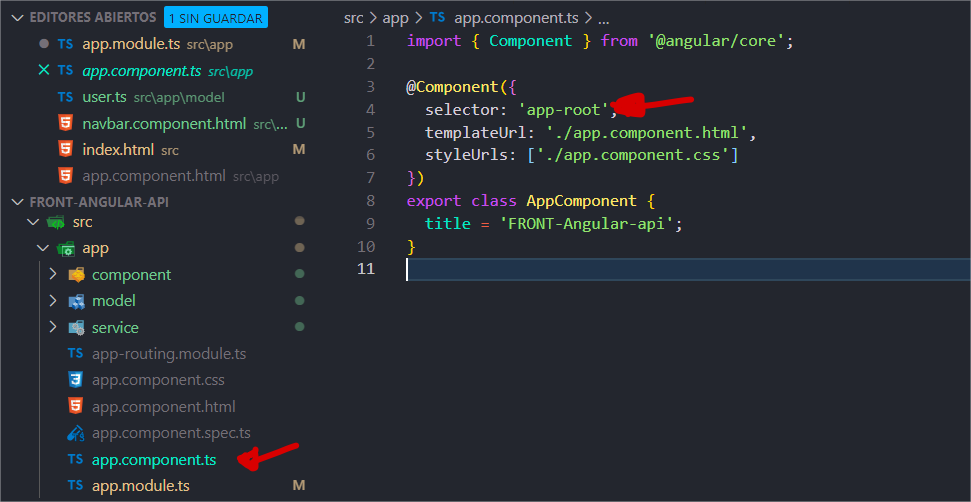 EDITORES ABIERTOS 1 SIN GUARDAR
TS app.module.ts src\app M
TS app.component.ts src\app
TS user.ts src\app\model U
navbar.component.html src\... U
index.html src M
app.component.html src\app
FRONT-ANGULAR-API
src
app
component
model
service
TS app-routing.module.ts
app.component.css
app.component.html
app.component.spec.ts
TS app.component.ts
TS app.module.ts M
src > app > TS app.component.ts > ...
1 import { Component } from '@angular/core';
2
3 @Component({
4 selector: 'app-root',
5 templateUrl: './app.component.html',
6 styleUrls: ['./app.component.css']
7 })
8 export class AppComponent {
9 title = 'FRONT-Angular-api';
10 }
11